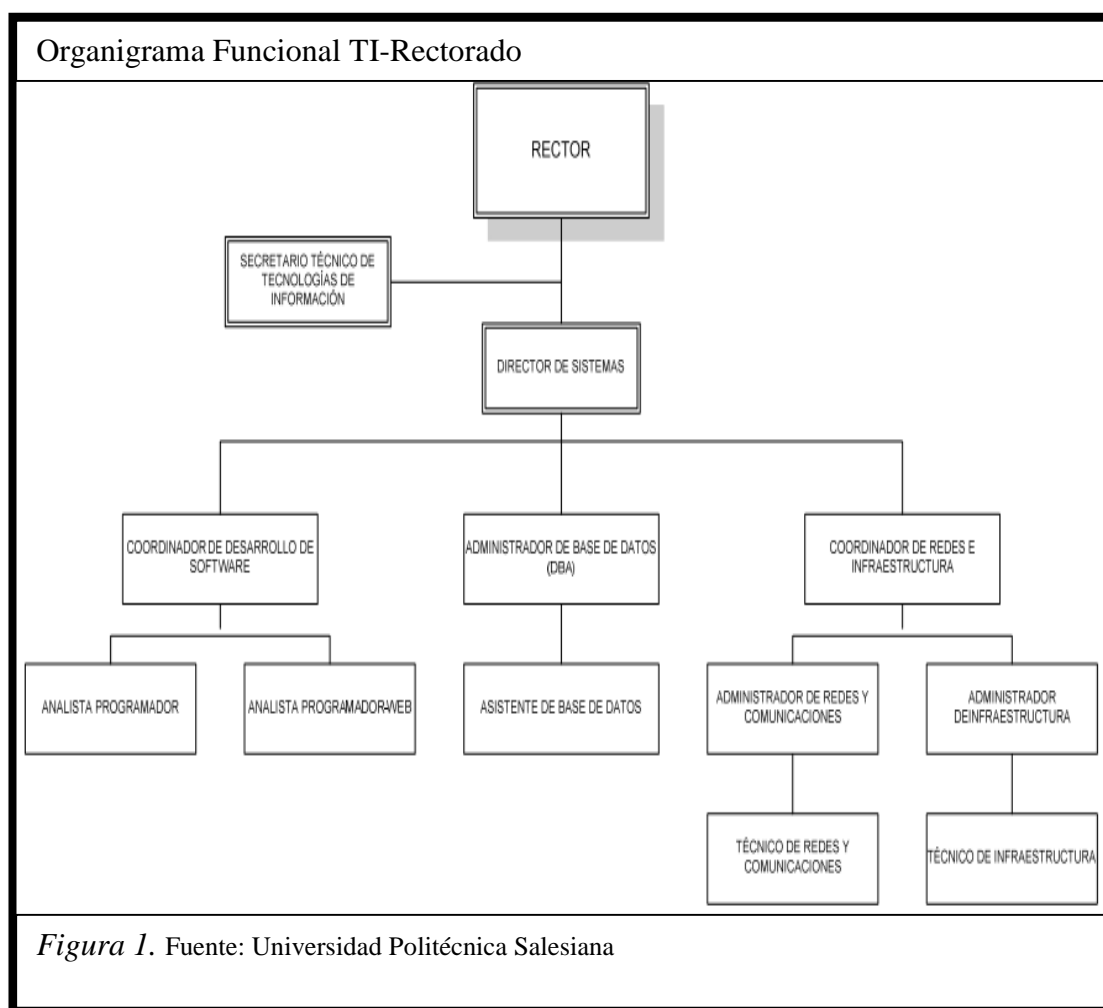 Organigrama Funcional TI-Rectorado
RECTOR
SECRETARIO TÉCNICO DE
TECNOLOGÍAS DE
INFORMACIÓN
DIRECTOR DE SISTEMAS
COORDINADOR DE DESARROLLO DE
SOFTWARE
ADMINISTRADOR DE BASE DE DATOS
(DBA)
COORDINADOR DE REDES E
INFRAESTRUCTURA
ANALISTA PROGRAMADOR
ANALISTA PROGRAMADOR-WEB
ASISTENTE DE BASE DE DATOS
ADMINISTRADOR DE REDES Y
COMUNICACIONES
ADMINISTRADOR
DEINFRAESTRUCTURA
TÉCNICO DE REDES Y
COMUNICACIONES
TÉCNICO DE INFRAESTRUCTURA
Figura 1. Fuente: Universidad Politécnica Salesiana